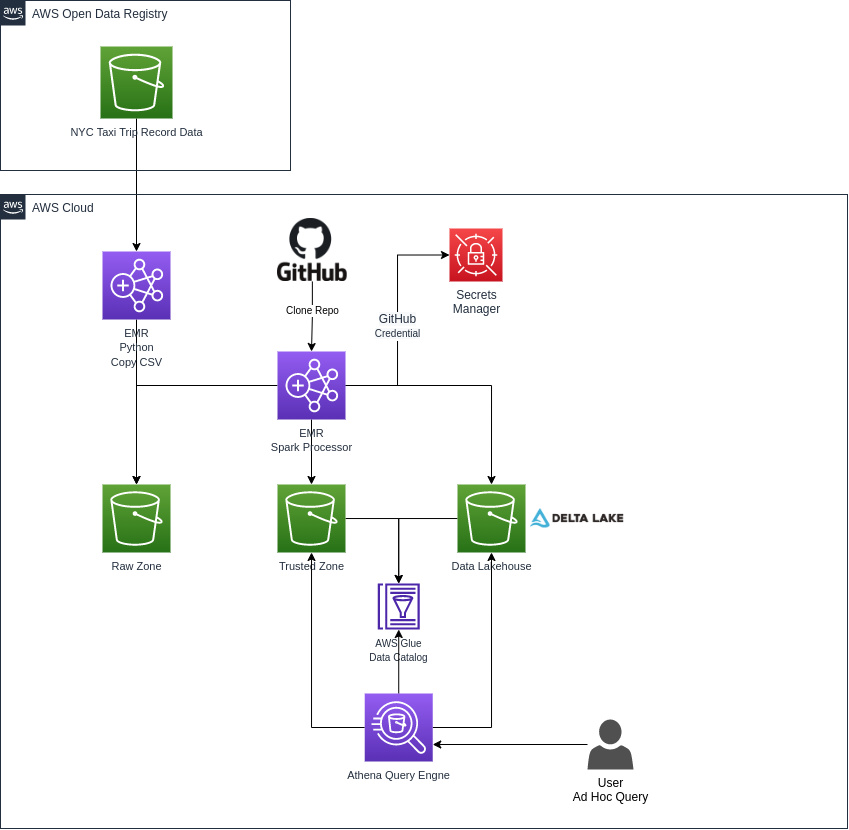 aws
AWS Open Data Registry
NYC Taxi Trip Record Data
aws
AWS Cloud
GitHub
Clone Repo
Secrets
Manager
GitHub
Credential
EMR
Python
Copy CSV
EMR
Spark Processor
Raw Zone
Trusted Zone
Data Lakehouse
DELTA LAKE
AWS Glue
Data Catalog
Athena Query Engne
User
Ad Hoc Query